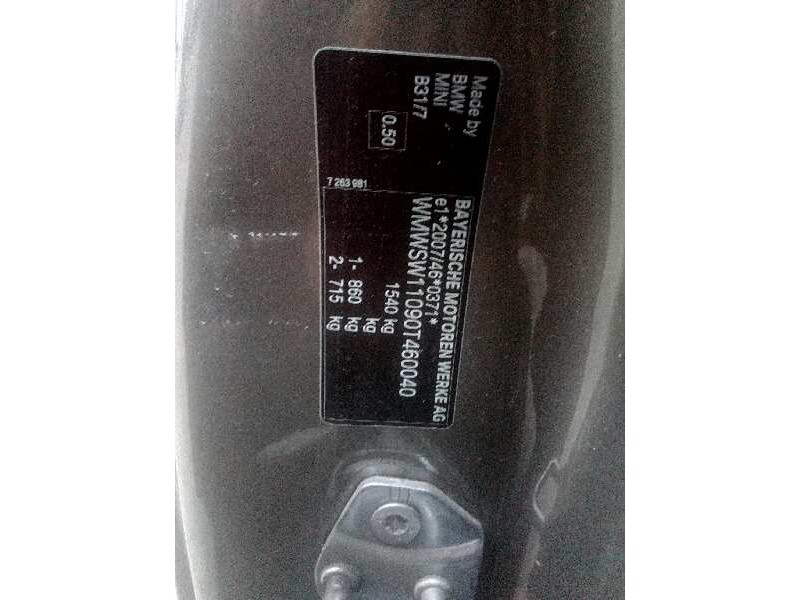 Made by
BMW
MINI
B31/7
0.50
7 263 981
BAYERISCHE MOTOREN WERKE AG
e1*2007/46*0371*
WMWSW11090T460040
1540 kg
1- 860 kg
2- 715 kg